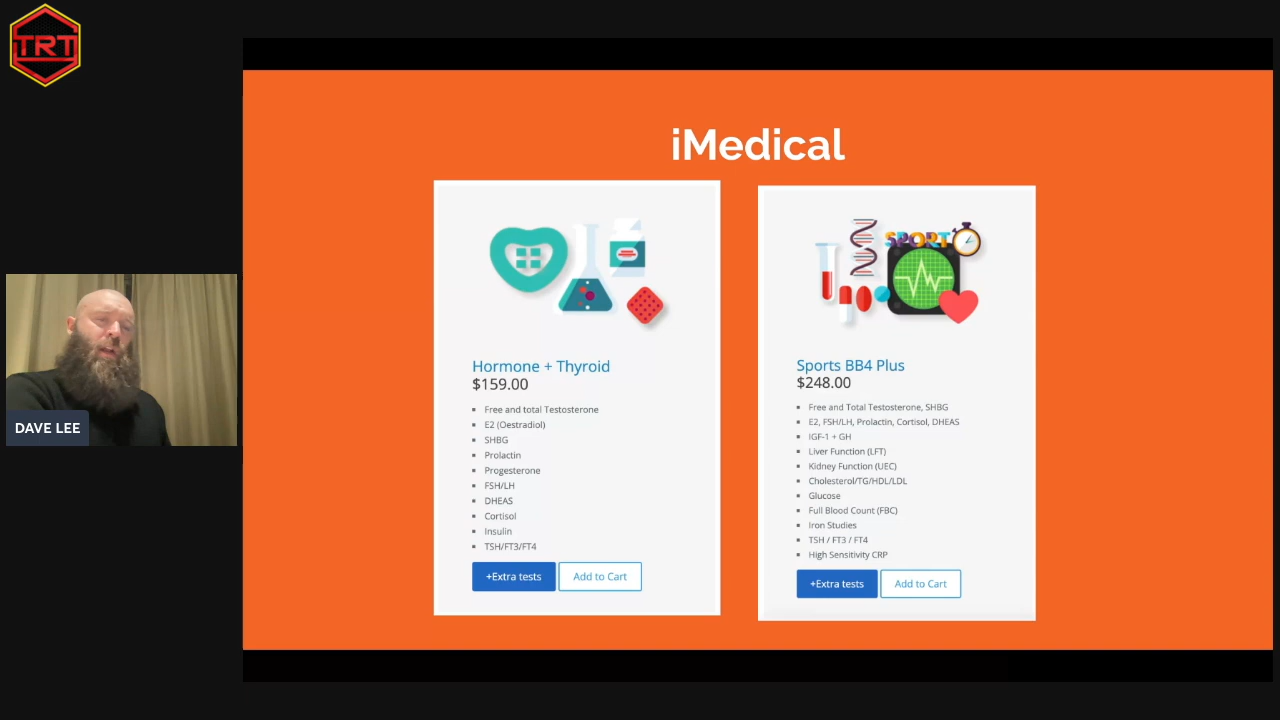 TRT
iMedical
SPORT
Hormone + Thyroid
$159.00
Free and total Testosterone
E2 (Oestradiol)
SHBG
Prolactin
Progesterone
FSH/LH
DHEAS
Cortisol
Insulin
TSH/FT3/FT4
+Extra tests
Add to Cart
Sports BB4 Plus
$248.00
Free and Total Testosterone, SHBG
E2, FSH/LH, Prolactin, Cortisol, DHEAS
IGF-1 + GH
Liver Function (LFT)
Kidney Function (UEC)
Cholesterol/TG/HDL/LDL
Glucose
Full Blood Count (FBC)
Iron Studies
TSH / FT3 / FT4
High Sensitivity CRP
+Extra tests
Add to Cart
DAVE LEE